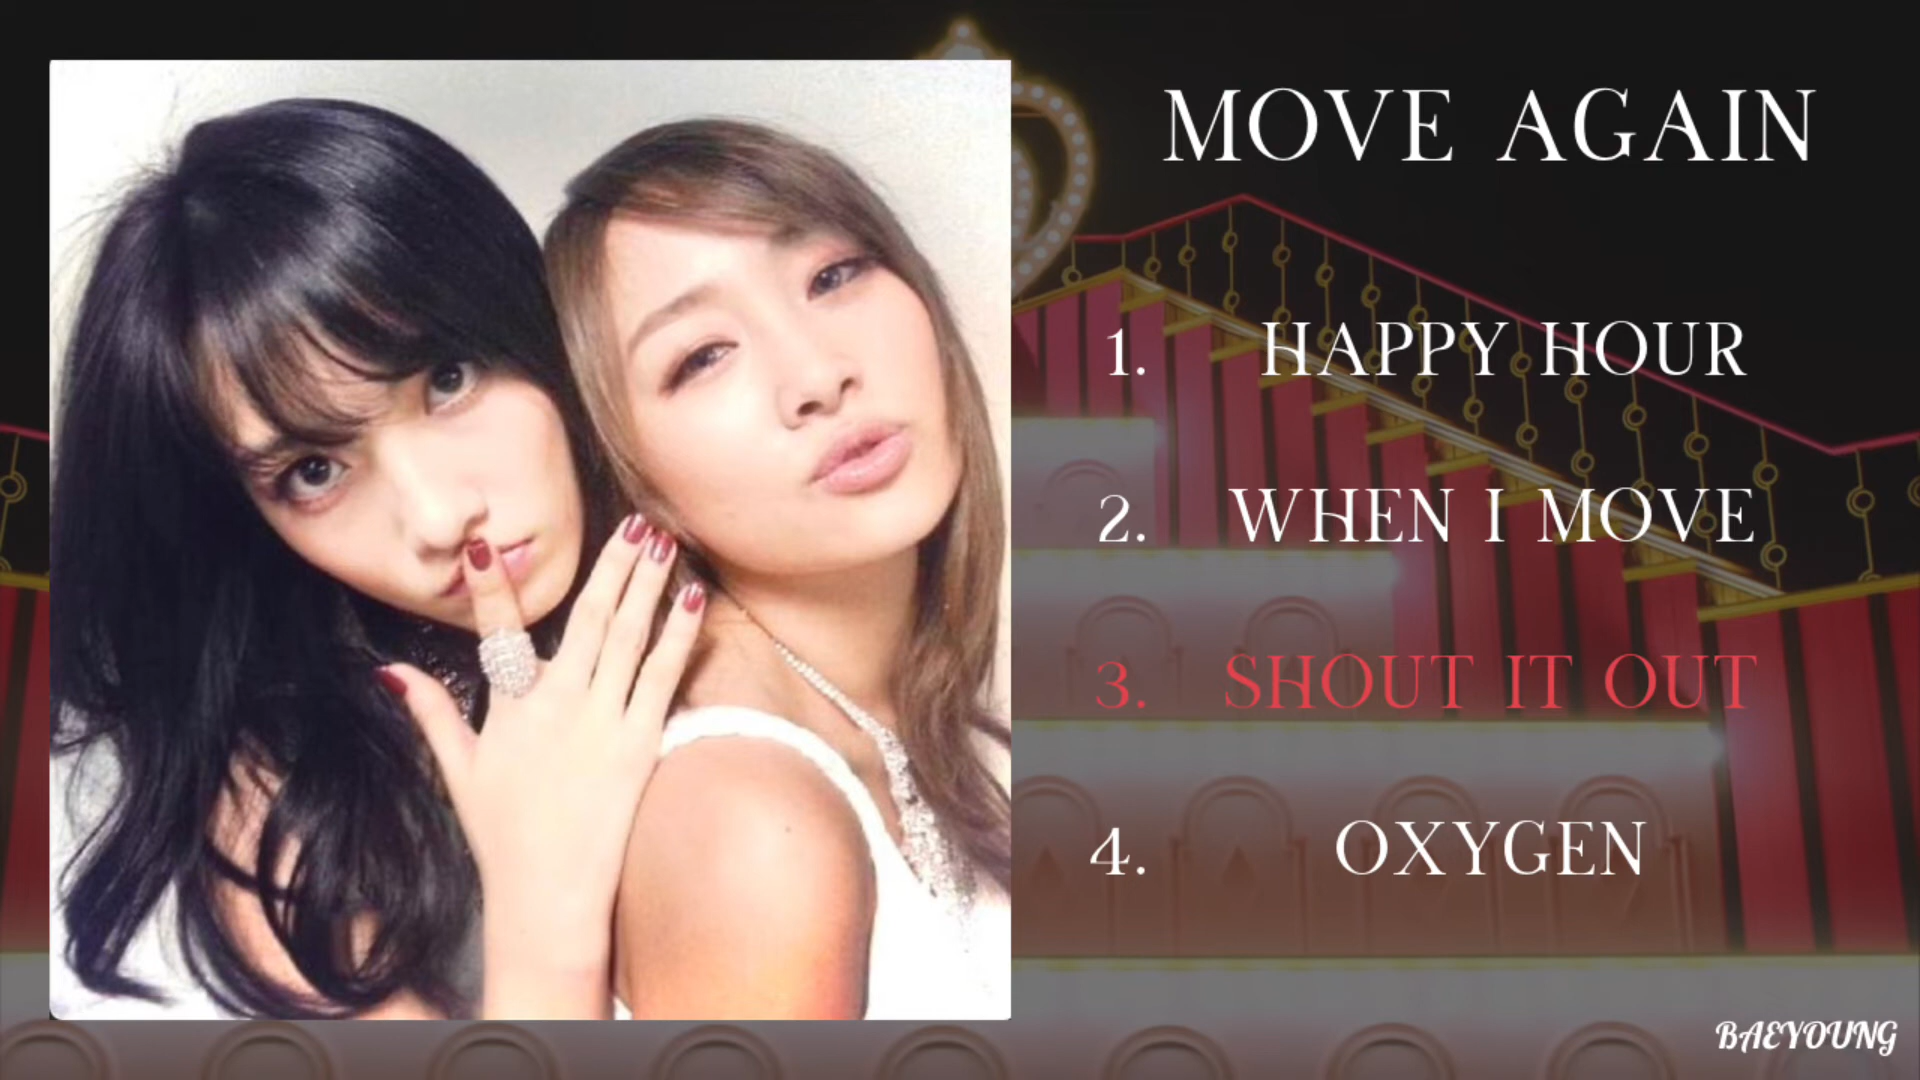 MOVE AGAIN
1. HAPPY HOUR
2. WHEN I MOVE
3. SHOUT IT OUT
4. OXYGEN
BAEYOUNG